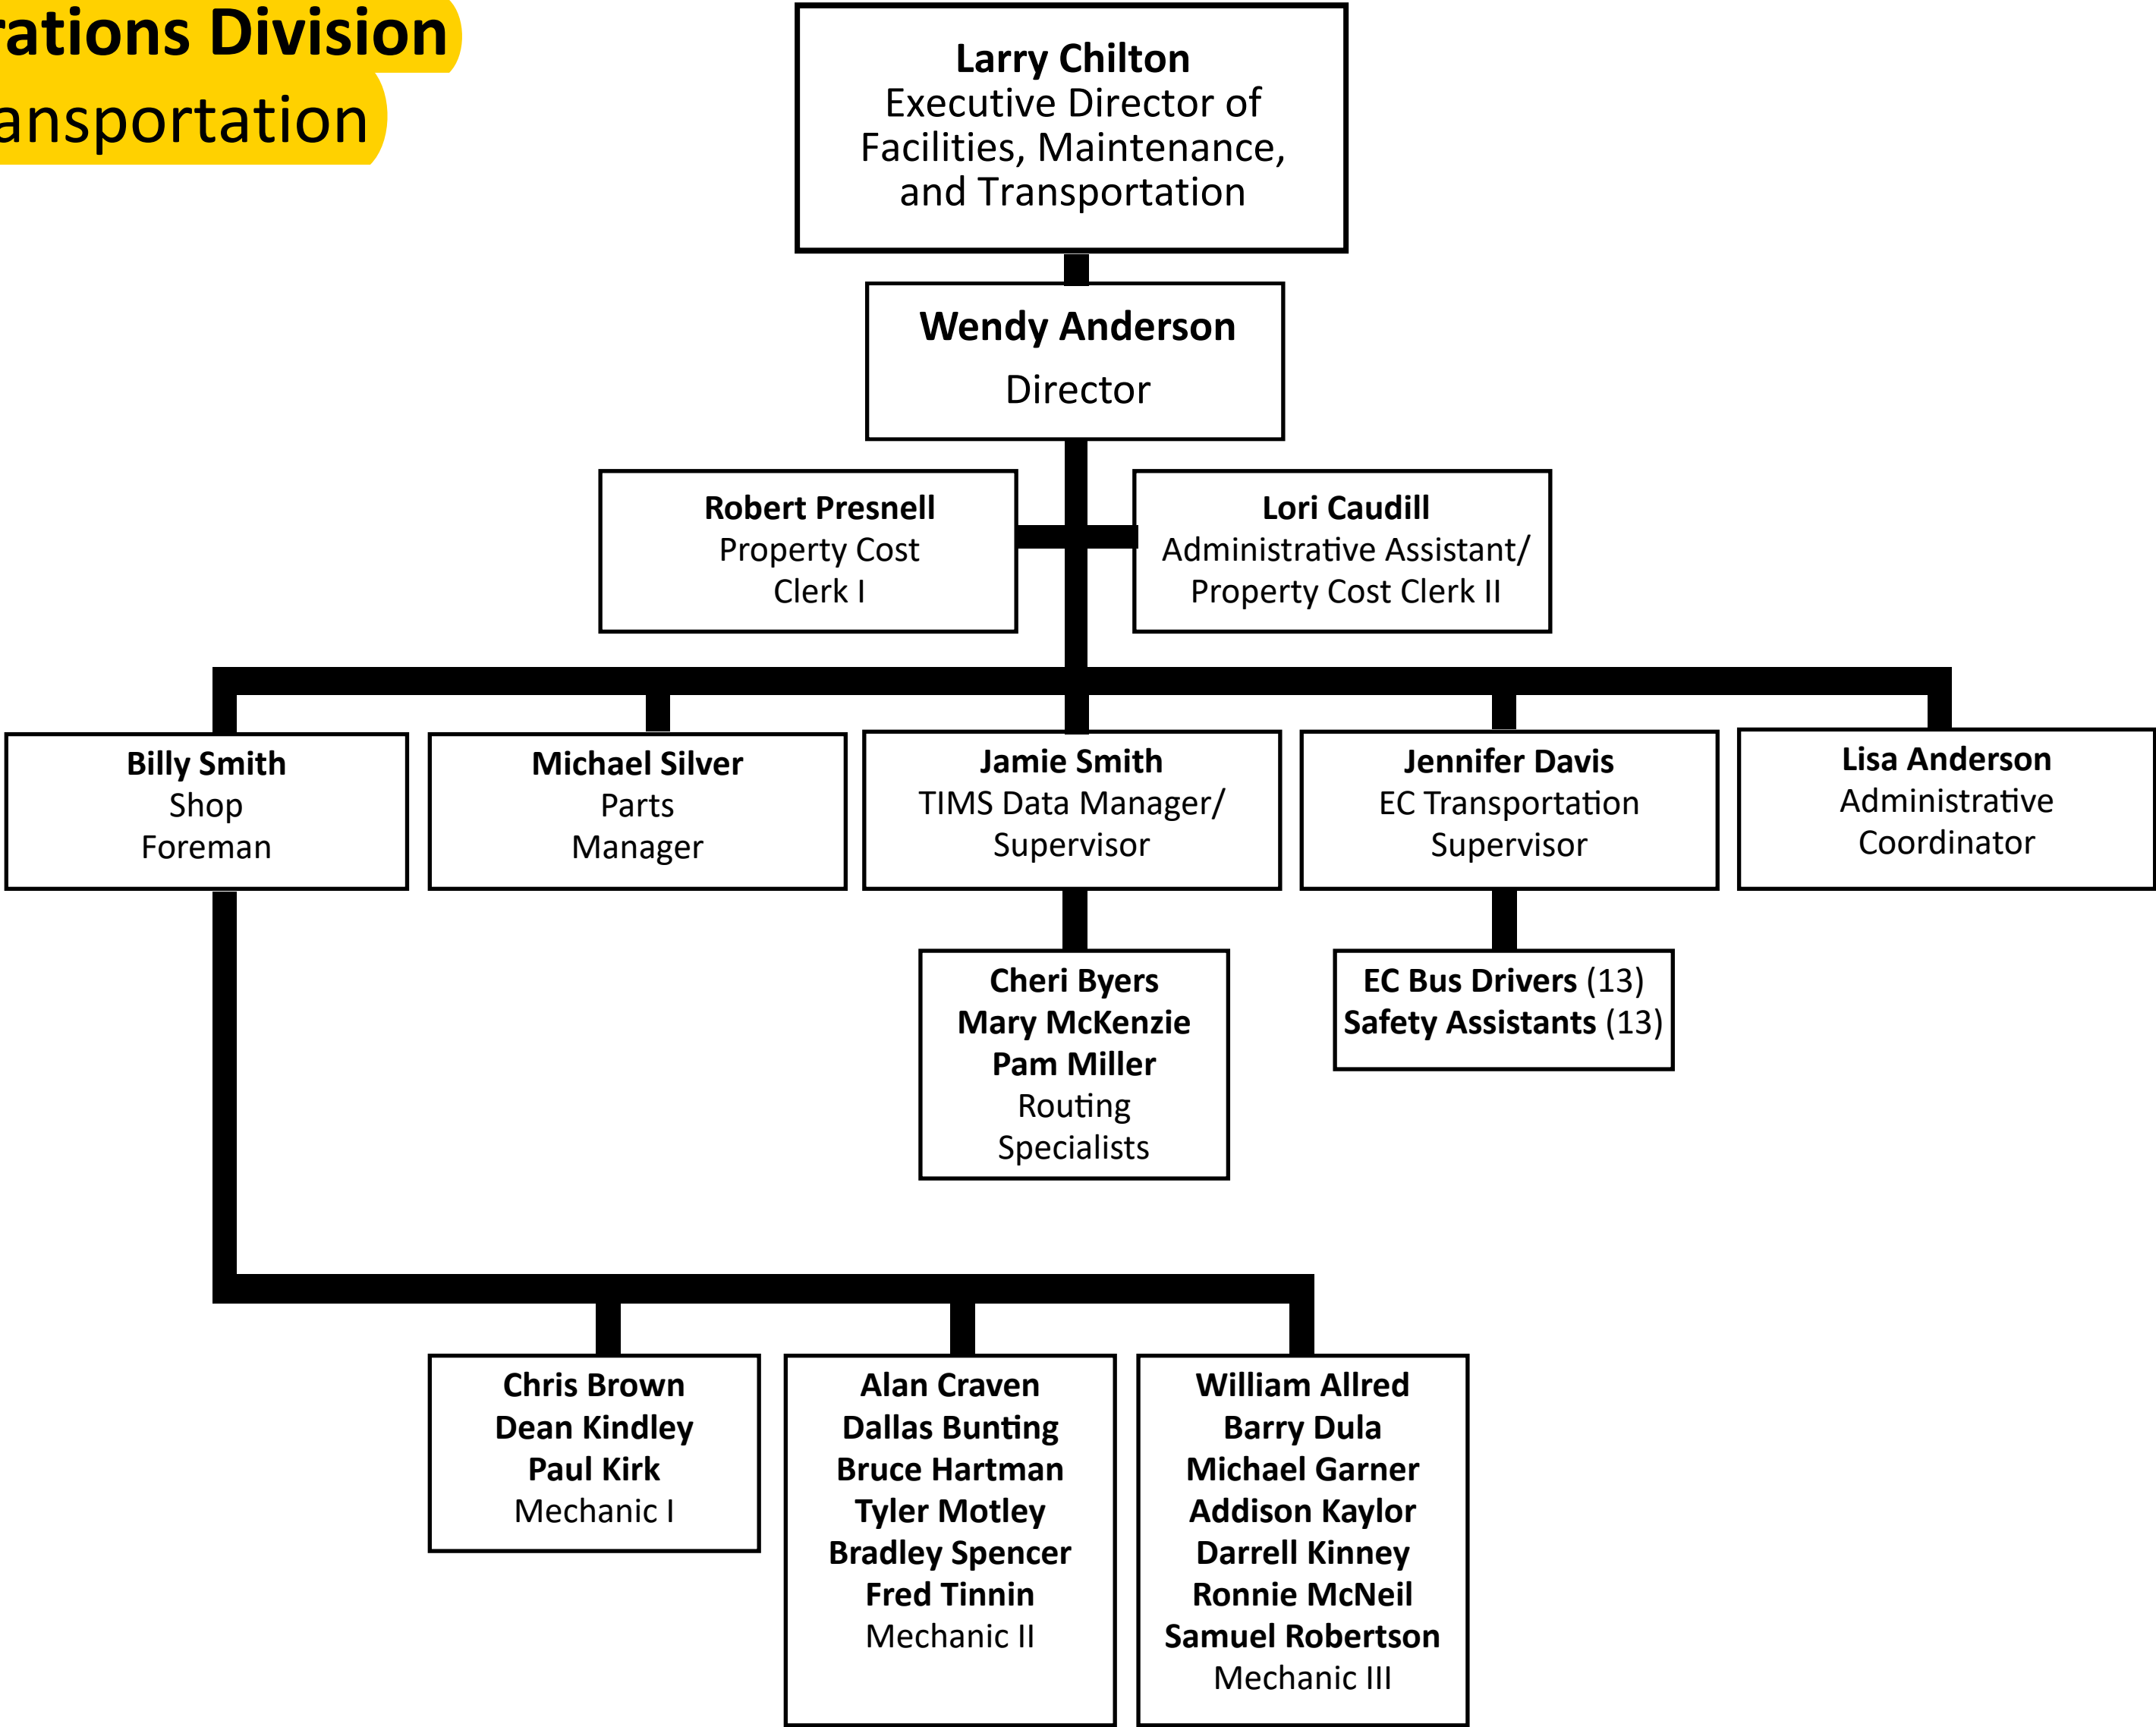 rations Division
ansportation
Larry Chilton
Executive Director of
Facilities, Maintenance,
and Transportation
Wendy Anderson
Director
Robert Presnell
Property Cost
Clerk I
Lori Caudill
Administrative Assistant/
Property Cost Clerk II
Billy Smith
Shop
Foreman
Michael Silver
Parts
Manager
Jamie Smith
TIMS Data Manager/
Supervisor
Jennifer Davis
EC Transportation
Supervisor
Lisa Anderson
Administrative
Coordinator
Cheri Byers
Mary McKenzie
Pam Miller
Routing
Specialists
EC Bus Drivers (13)
Safety Assistants (13)
Chris Brown
Dean Kindley
Paul Kirk
Mechanic I
Alan Craven
Dallas Bunting
Bruce Hartman
Tyler Motley
Bradley Spencer
Fred Tinnin
Mechanic II
William Allred
Barry Dula
Michael Garner
Addison Kaylor
Darrell Kinney
Ronnie McNeil
Samuel Robertson
Mechanic III